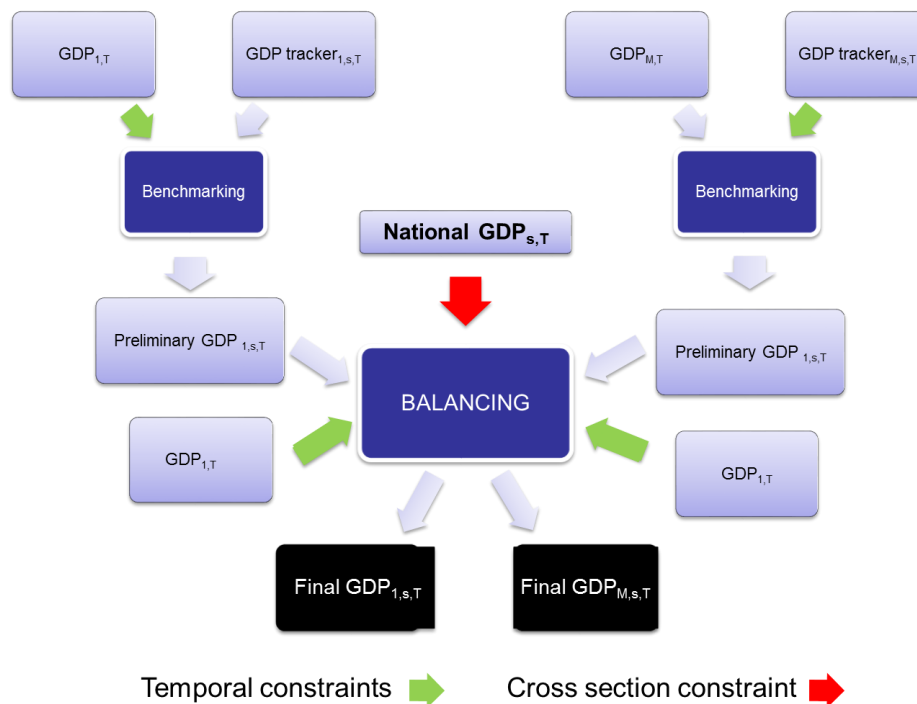 GDP1,T
GDP tracker1,s,T
GDPM,T
GDP trackerM,s,T
Benchmarking
Benchmarking
National GDPs,T
Preliminary GDP 1,s,T
Preliminary GDP 1,s,T
BALANCING
GDP1,T
GDP1,T
Final GDP1,s,T
Final GDPM,s,T
Temporal constraints
Cross section constraint